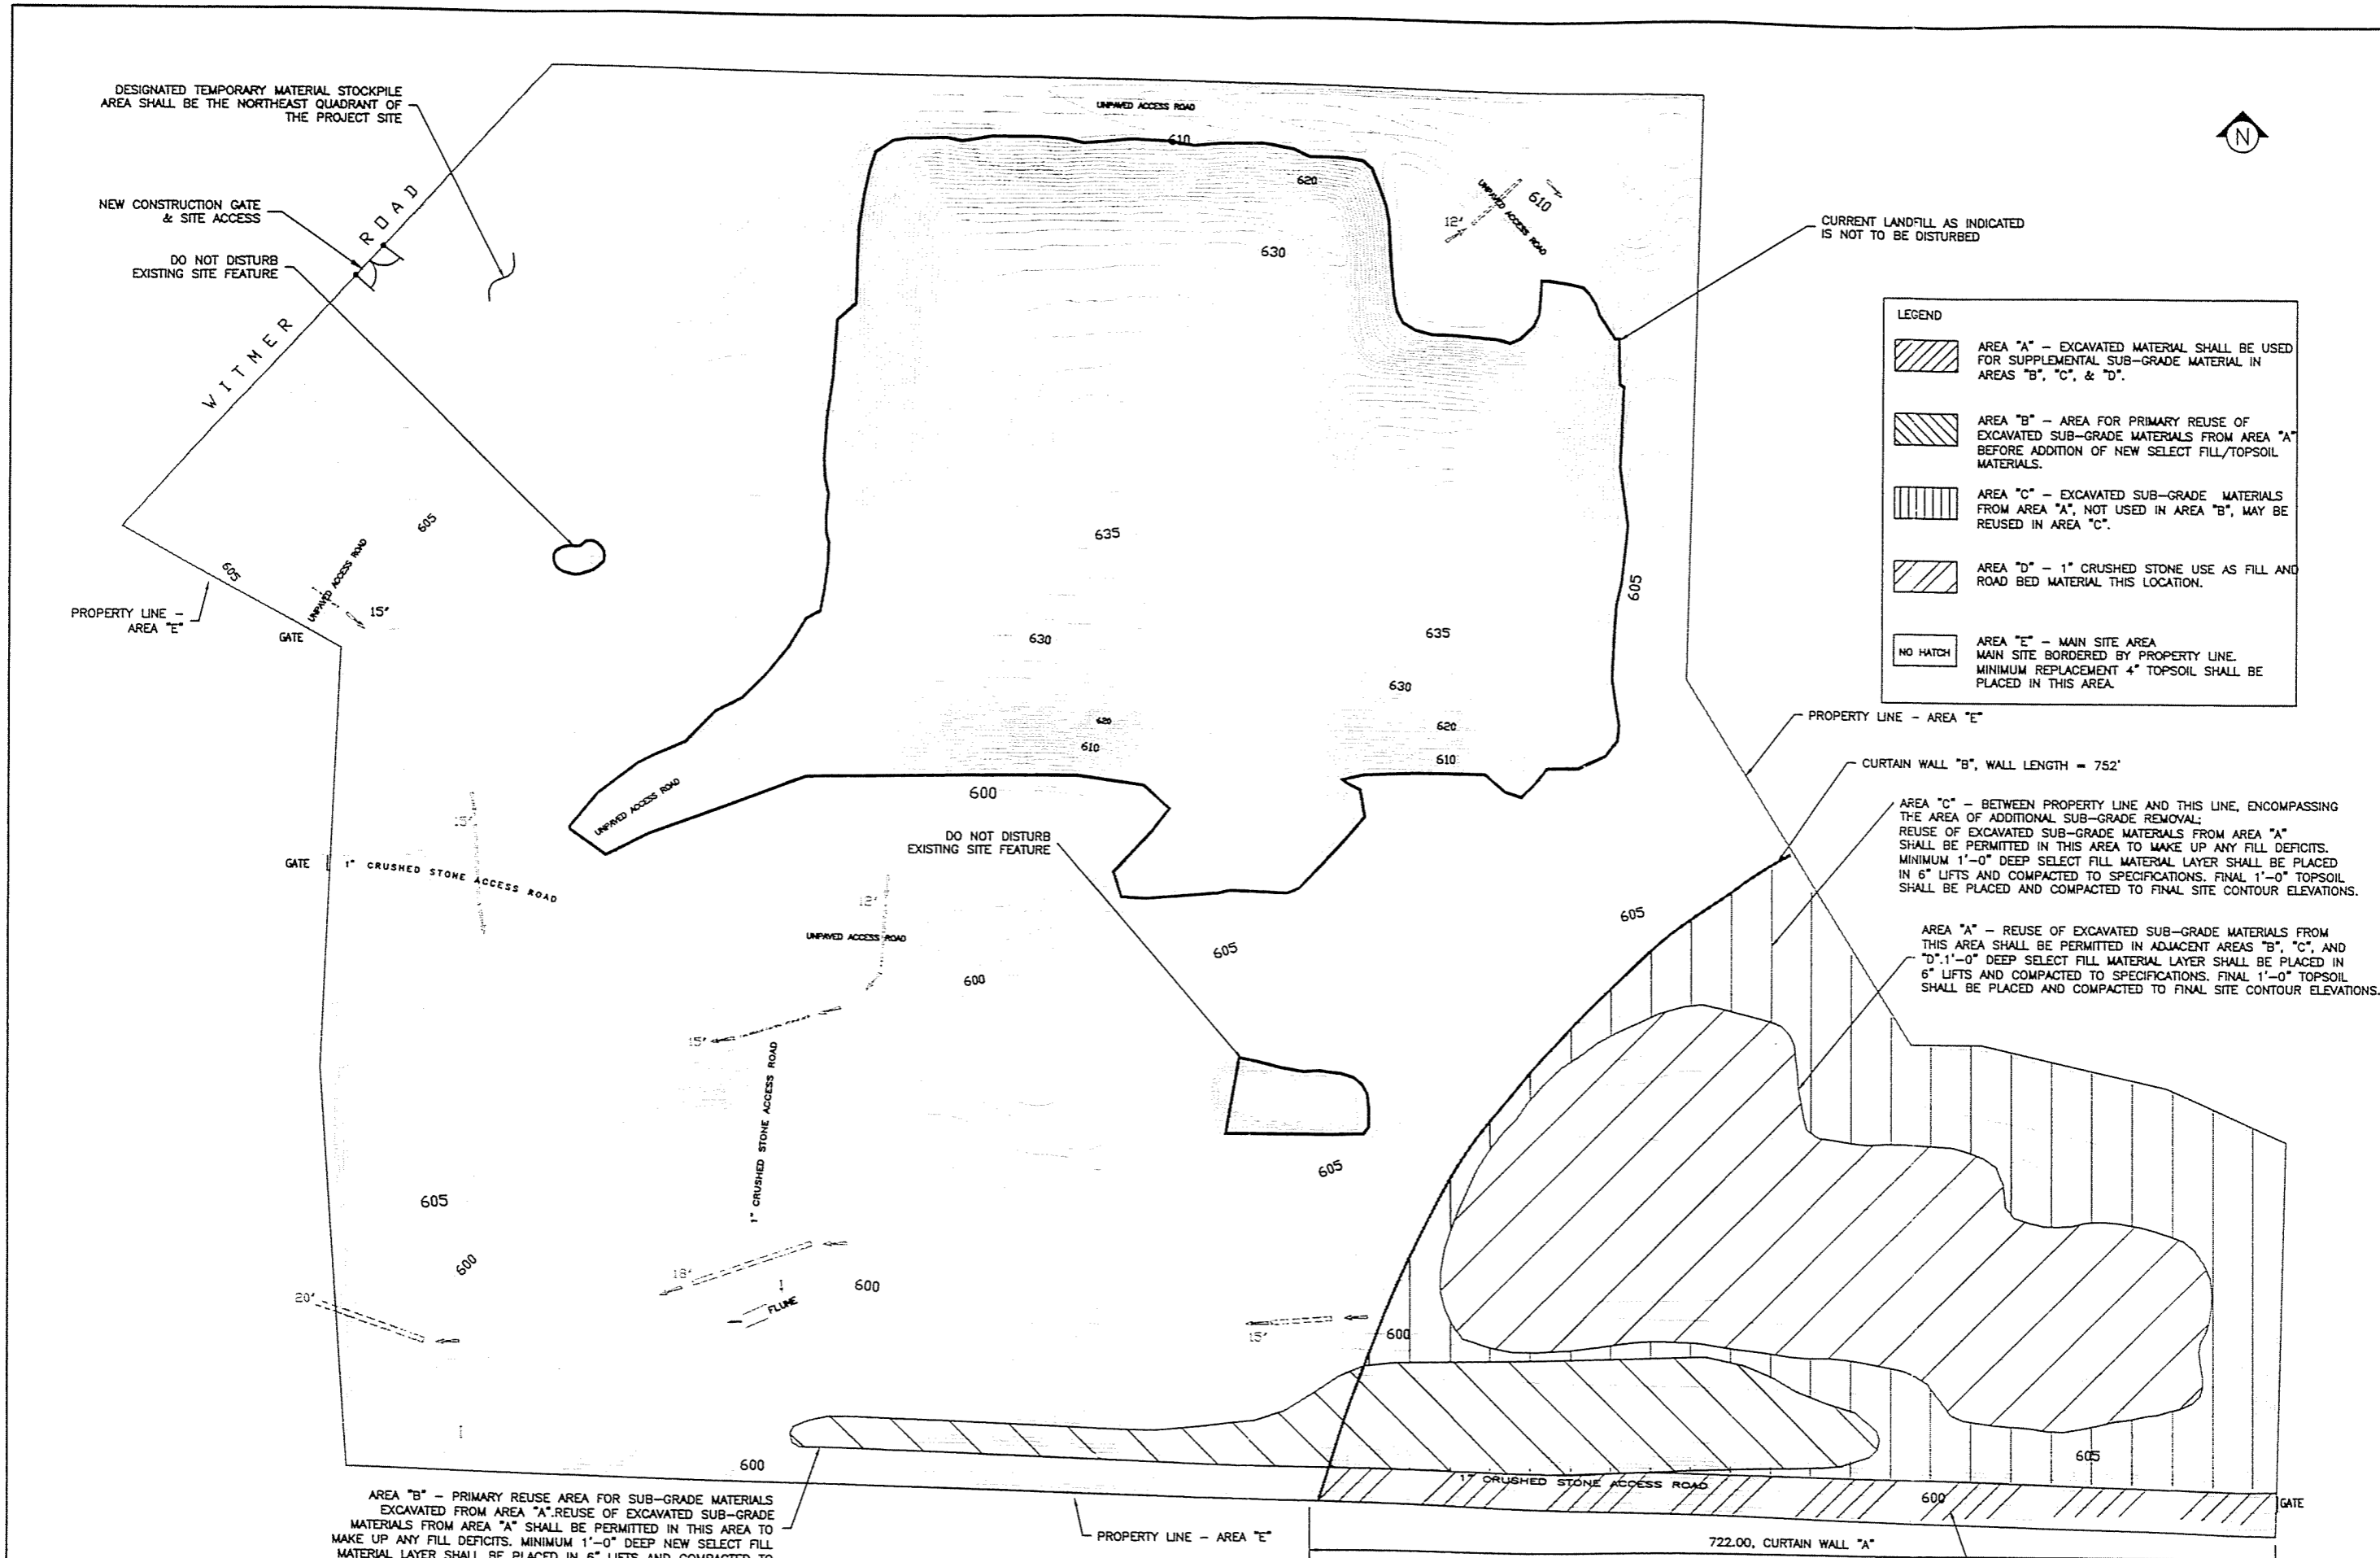 DESIGNATED TEMPORARY MATERIAL STOCKPILE
AREA SHALL BE THE NORTHEAST QUADRANT OF
THE PROJECT SITE
NEW CONSTRUCTION GATE
& SITE ACCESS
DO NOT DISTURB
EXISTING SITE FEATURE
WITMER ROAD
UNPAVED ACCESS ROAD
610
620
630
UNPAVED ACCESS ROAD
610
12"
N
CURRENT LANDFILL AS INDICATED
IS NOT TO BE DISTURBED
LEGEND
AREA "A" – EXCAVATED MATERIAL SHALL BE USED
FOR SUPPLEMENTAL SUB-GRADE MATERIAL IN
AREAS "B", "C", & "D".
AREA "B" – AREA FOR PRIMARY REUSE OF
EXCAVATED SUB-GRADE MATERIALS FROM AREA "A"
BEFORE ADDITION OF NEW SELECT FILL/TOPSOIL
MATERIALS.
AREA "C" – EXCAVATED SUB-GRADE MATERIALS
FROM AREA "A", NOT USED IN AREA "B", MAY BE
REUSED IN AREA "C".
AREA "D" – 1" CRUSHED STONE USE AS FILL AND
ROAD BED MATERIAL THIS LOCATION.
NO HATCH
AREA "E" – MAIN SITE AREA
MAIN SITE BORDERED BY PROPERTY LINE.
MINIMUM REPLACEMENT 4" TOPSOIL SHALL BE
PLACED IN THIS AREA.
605
605
UNPAVED ACCESS ROAD
15"
GATE
PROPERTY LINE –
AREA "E"
635
630
635
630
620
610
620
610
605
600
UNPAVED ACCESS ROAD
PROPERTY LINE – AREA "E"
CURTAIN WALL "B", WALL LENGTH = 752'
AREA "C" – BETWEEN PROPERTY LINE AND THIS LINE, ENCOMPASSING
THE AREA OF ADDITIONAL SUB-GRADE REMOVAL;
REUSE OF EXCAVATED SUB-GRADE MATERIALS FROM AREA "A"
SHALL BE PERMITTED IN THIS AREA TO MAKE UP ANY FILL DEFICITS.
MINIMUM 1'-0" DEEP SELECT FILL MATERIAL LAYER SHALL BE PLACED
IN 6" LIFTS AND COMPACTED TO SPECIFICATIONS. FINAL 1'-0" TOPSOIL
SHALL BE PLACED AND COMPACTED TO FINAL SITE CONTOUR ELEVATIONS.
AREA "A" – REUSE OF EXCAVATED SUB-GRADE MATERIALS FROM
THIS AREA SHALL BE PERMITTED IN ADJACENT AREAS "B", "C", AND
"D".1'-0" DEEP SELECT FILL MATERIAL LAYER SHALL BE PLACED IN
6" LIFTS AND COMPACTED TO SPECIFICATIONS. FINAL 1'-0" TOPSOIL
SHALL BE PLACED AND COMPACTED TO FINAL SITE CONTOUR ELEVATIONS.
DO NOT DISTURB
EXISTING SITE FEATURE
15"
GATE
1" CRUSHED STONE ACCESS ROAD
12"
UNPAVED ACCESS ROAD
600
605
605
15"
1" CRUSHED STONE ACCESS ROAD
605
605
600
18"
600
FLUME
20"
15"
600
600
605
1" CRUSHED STONE ACCESS ROAD
600
GATE
AREA "B" – PRIMARY REUSE AREA FOR SUB-GRADE MATERIALS
EXCAVATED FROM AREA "A".REUSE OF EXCAVATED SUB-GRADE
MATERIALS FROM AREA "A" SHALL BE PERMITTED IN THIS AREA TO
MAKE UP ANY FILL DEFICITS. MINIMUM 1'-0" DEEP NEW SELECT FILL
MATERIAL LAYER SHALL BE PLACED IN 6" LIFTS AND COMPACTED TO
PROPERTY LINE – AREA "E"
722.00, CURTAIN WALL "A"